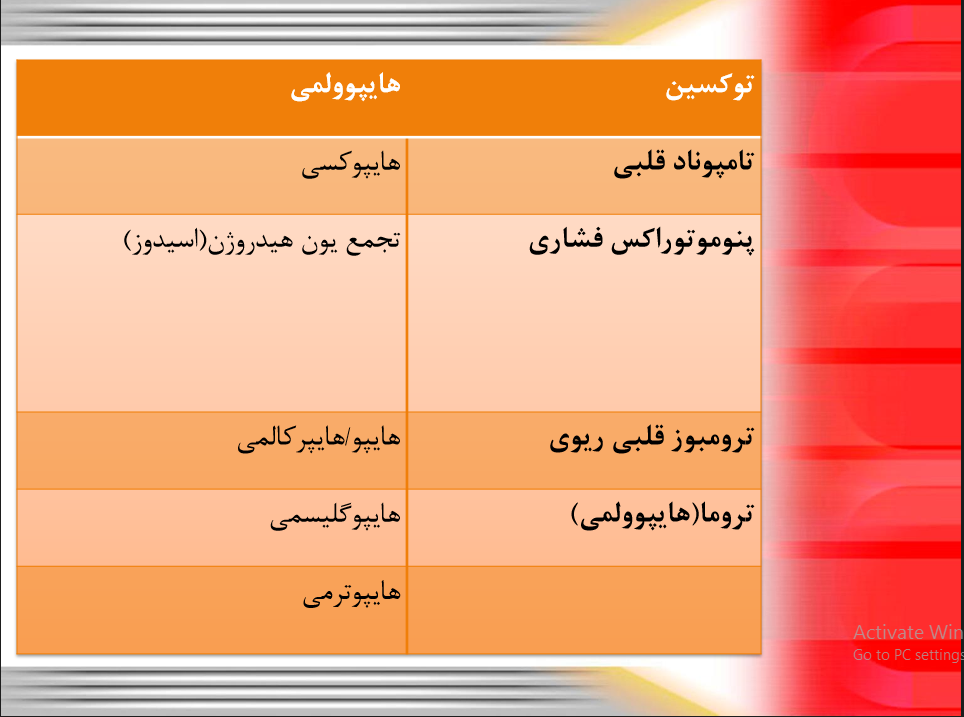 توکسین
هایپوولمی
تامپوناد قلبی
هایپوکسی
پنوموتوراکس فشاری
تجمع یون هیدروژن(اسیدوز)
ترومبوز قلبی ریوی
هایپو/هایپرکالمی
تروما(هایپوولمی)
هایپوگلیسمی
هایپوترمی
Activate Win
Go to PC settings